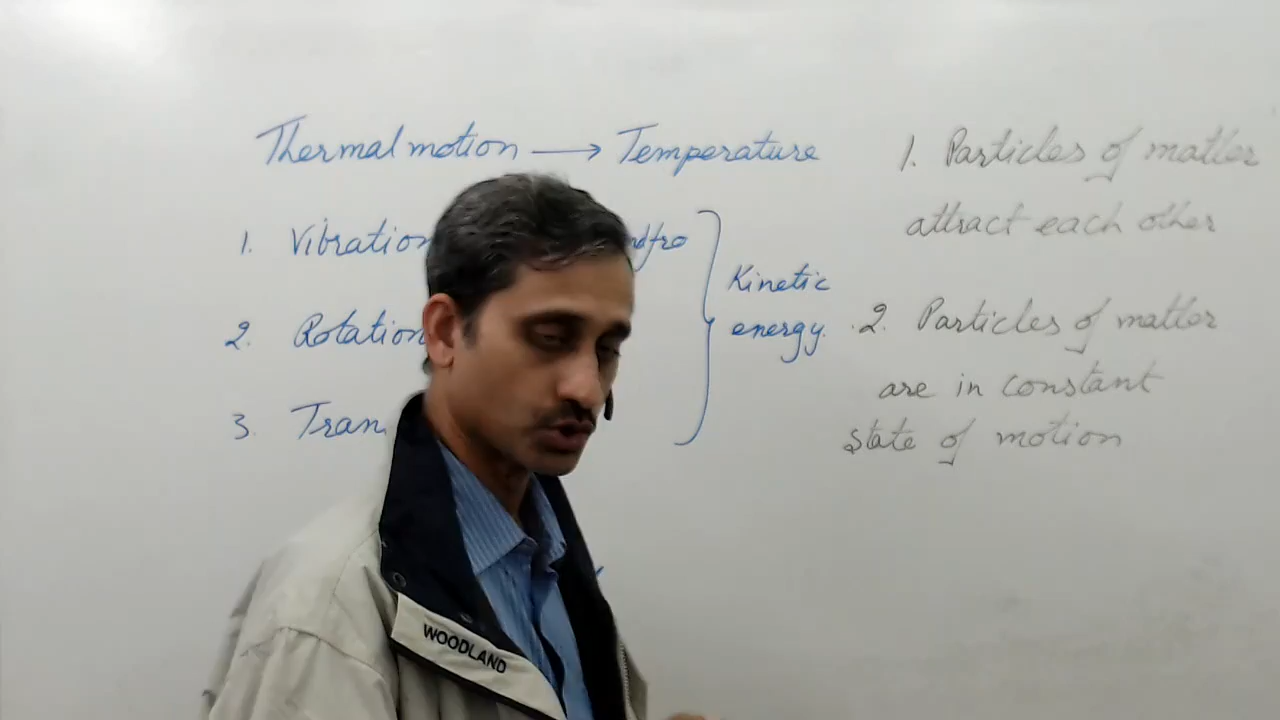 Thermal motion → Temperature
1. Vibration ndfro
2. Rotation
3. Tran
Kinetic
energy.
1. Particles of matter
attract each other
2. Particles of matter
are in constant
state of motion
WOODLAND